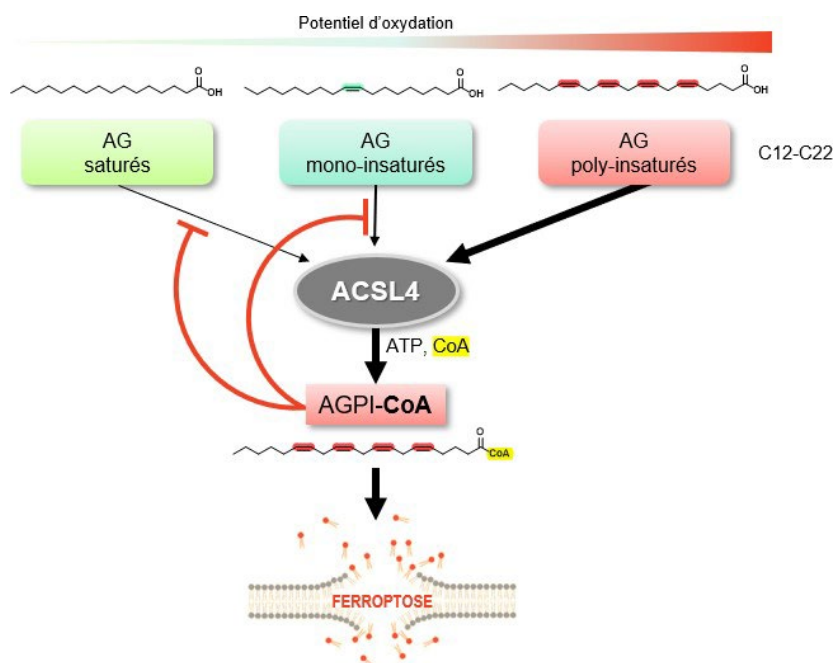 Potentiel d'oxydation
O
OH
O
OH
O
OH
AG
saturés
AG
mono-insaturés
AG
poly-insaturés
C12-C22
ACSL4
ATP, CoA
AGPI-CoA
O
CoA
FERROPTOSE